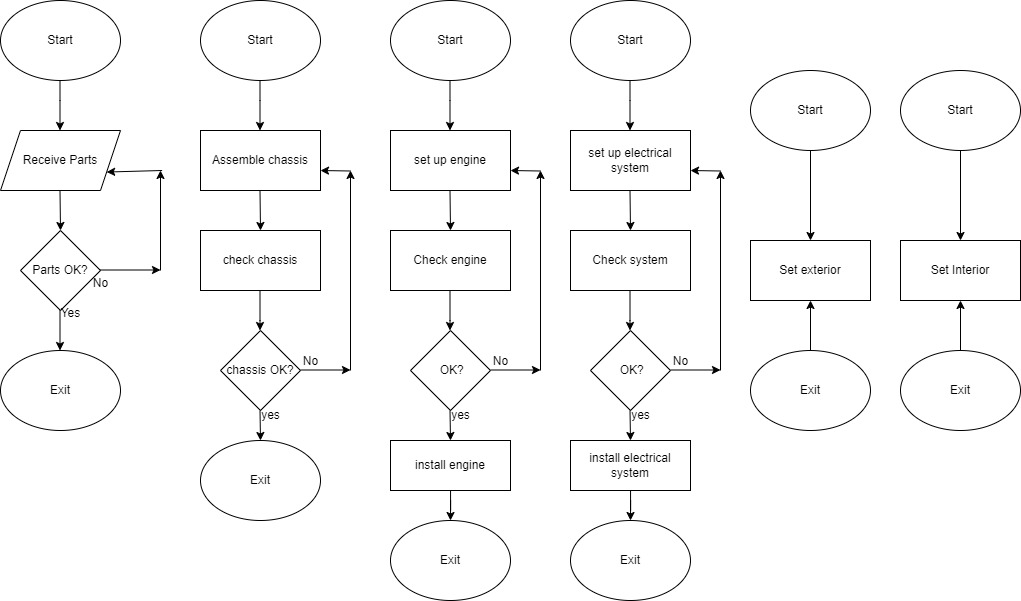 Start
Receive Parts
Parts OK?
No
Yes
Exit
Start
Assemble chassis
check chassis
chassis OK?
No
yes
Exit
Start
set up engine
Check engine
OK?
No
yes
install engine
Exit
Start
set up electrical
system
Check system
OK?
No
yes
install electrical
system
Exit
Start
Set exterior
Exit
Start
Set Interior
Exit